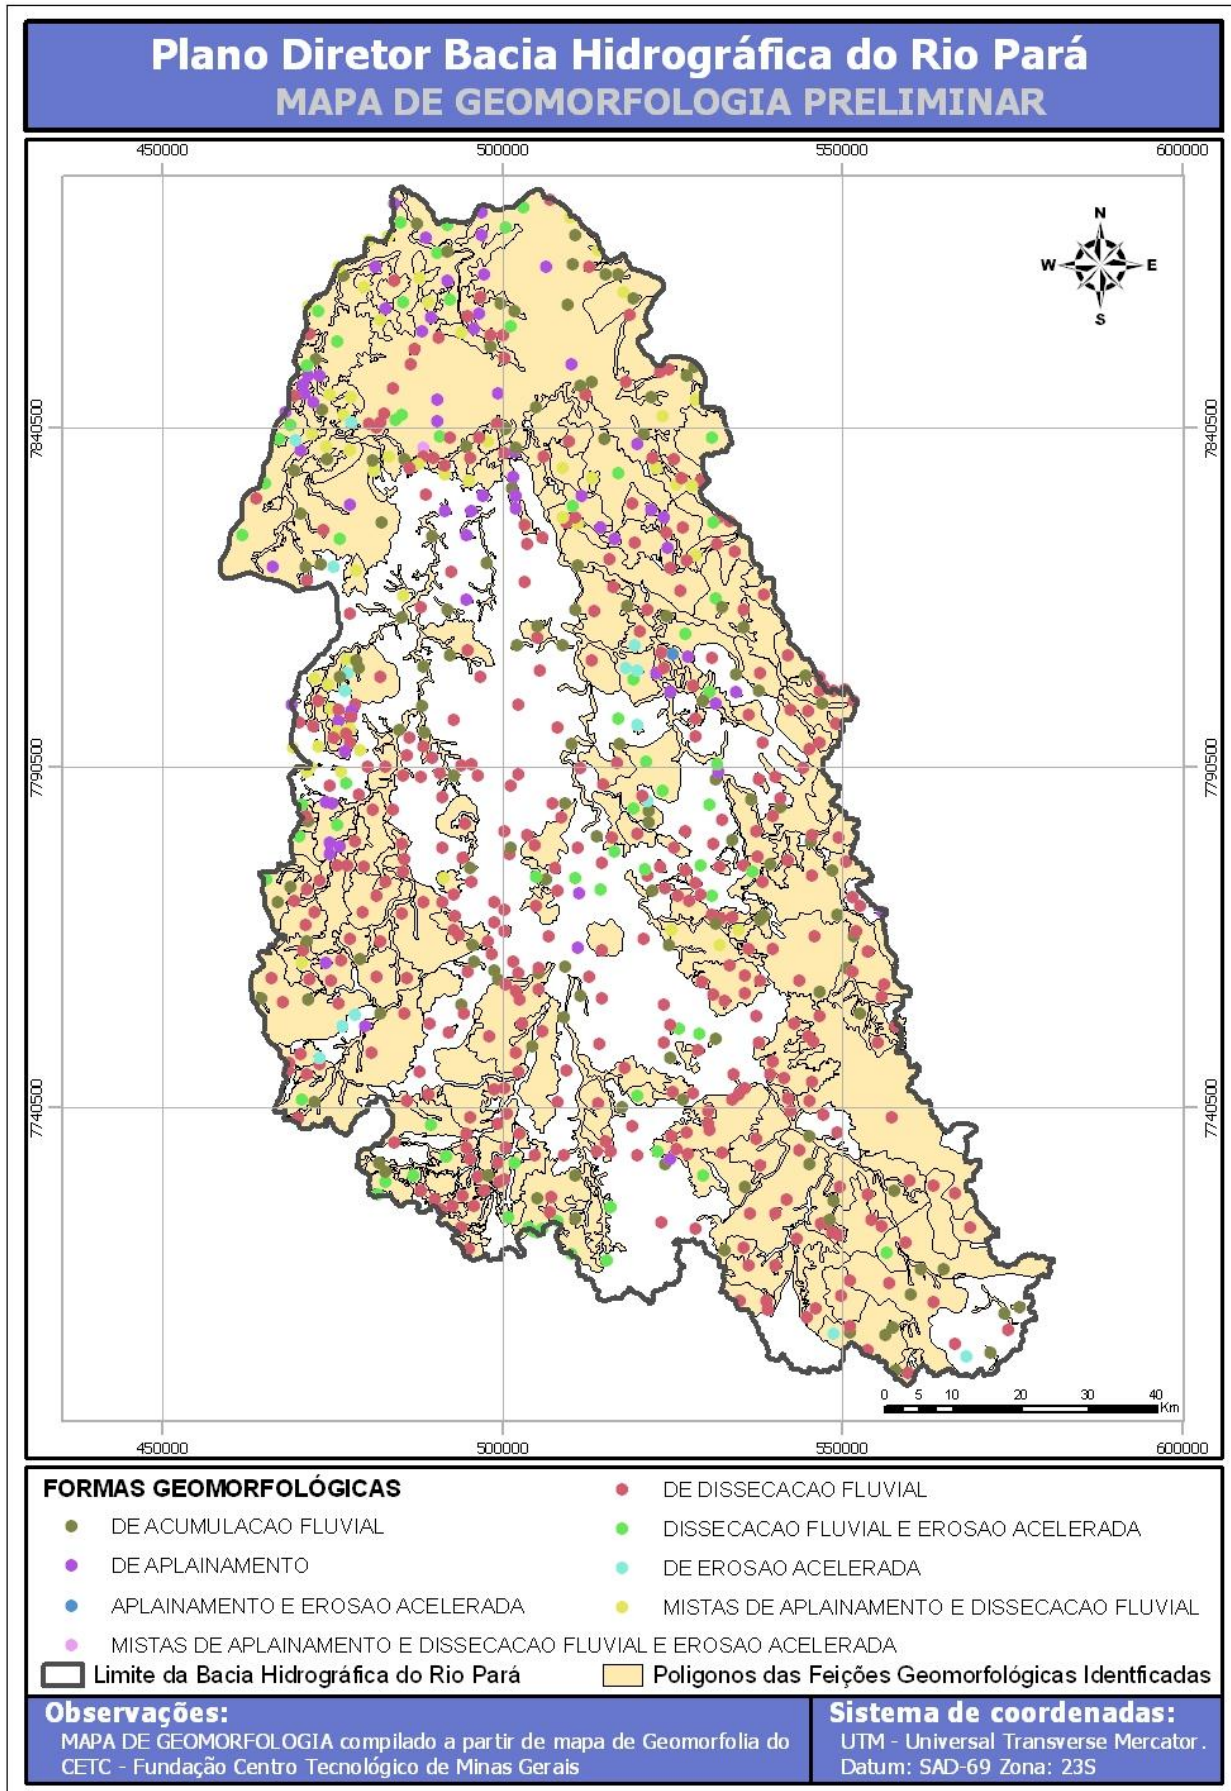 Plano Diretor Bacia Hidrográfica do Rio Pará
MAPA DE GEOMORFOLOGIA PRELIMINAR
450000 500000 550000 600000
N
W E
S
7840500 7840500
7790500 7790500
7740500 7740500
0 5 10 20 30 40
Km
450000 500000 550000 600000
FORMAS GEOMORFOLÓGICAS
DE ACUMULACAO FLUVIAL
DE APLAINAMENTO
APLAINAMENTO E EROSAO ACELERADA
MISTAS DE APLAINAMENTO E DISSECACAO FLUVIAL E EROSAO ACELERADA
DE DISSECACAO FLUVIAL
DISSECACAO FLUVIAL E EROSAO ACELERADA
DE EROSAO ACELERADA
MISTAS DE APLAINAMENTO E DISSECACAO FLUVIAL
Limite da Bacia Hidrográfica do Rio Pará
Poligonos das Feições Geomorfológicas Identficadas
Observações:
MAPA DE GEOMORFOLOGIA compilado a partir de mapa de Geomorfolia do
CETC - Fundação Centro Tecnológico de Minas Gerais
Sistema de coordenadas:
UTM - Universal Transverse Mercator.
Datum: SAD-69 Zona: 23S